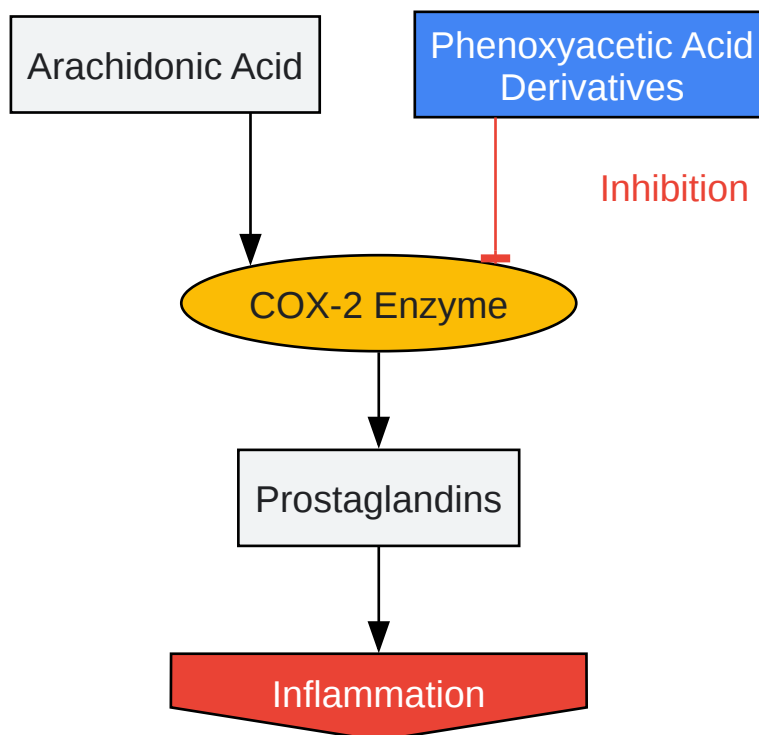 Arachidonic Acid
Phenoxyacetic Acid
Derivatives
Inhibition
COX-2 Enzyme
Prostaglandins
Inflammation